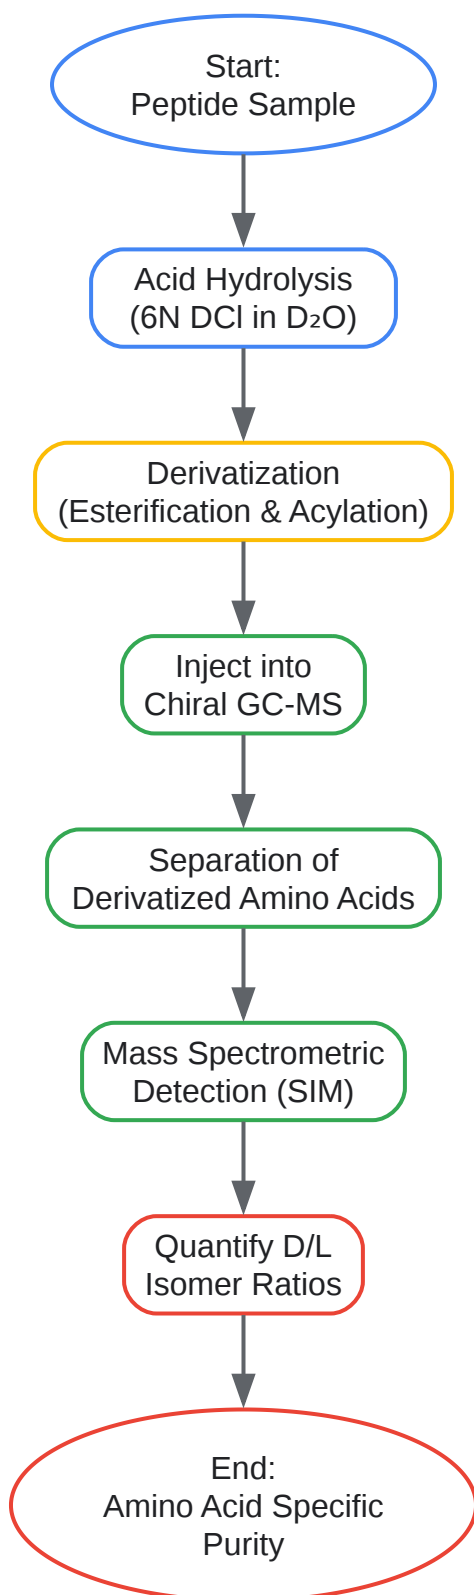 Start:
Peptide Sample
Acid Hydrolysis
(6N DCl in D₂O)
Derivatization
(Esterification & Acylation)
Inject into
Chiral GC-MS
Separation of
Derivatized Amino Acids
Mass Spectrometric
Detection (SIM)
Quantify D/L
Isomer Ratios
End:
Amino Acid Specific
Purity